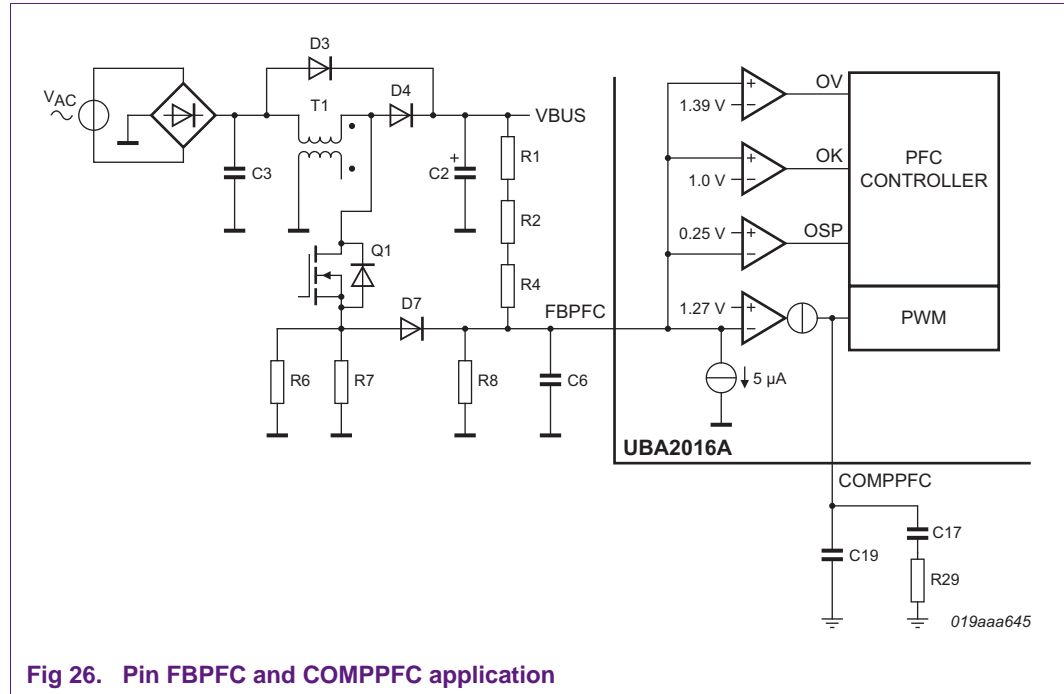 D3
VAC
T1
D4
VBUS
C3
C2
+
R1
R2
R4
Q1
D7
FBPFC
R6
R7
R8
C6
OV
1.39 V
OK
1.0 V
OSP
0.25 V
1.27 V
PFC
CONTROLLER
PWM
5 µA
UBA2016A
COMPPFC
C17
C19
R29
019aaa645
Fig 26. Pin FBPFC and COMPPFC application